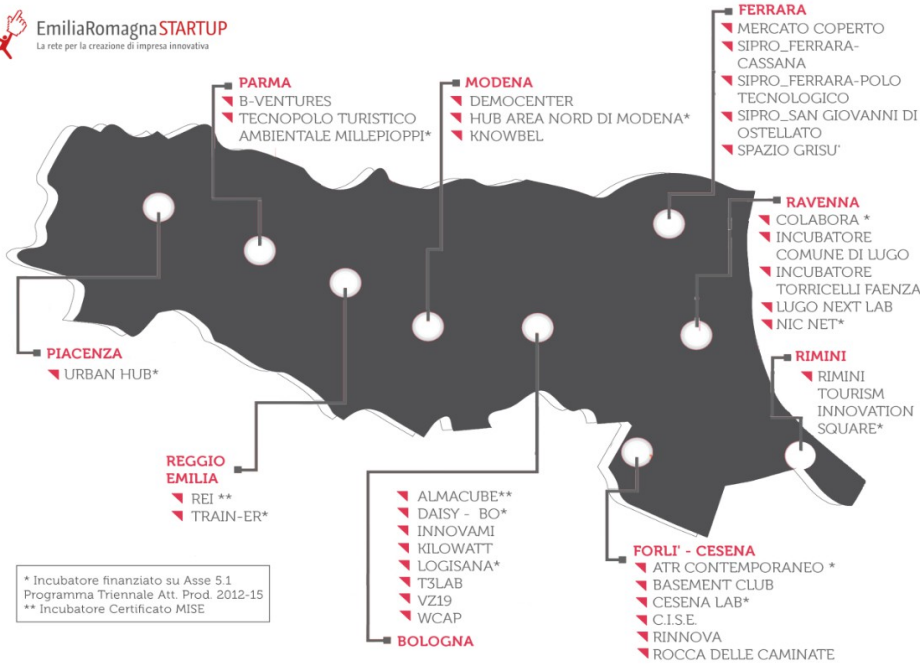 EmiliaRomagnaSTARTUP
La rete per la creazione di impresa innovativa
PARMA
B-VENTURES
TECNOPOLO TURISTICO
AMBIENTALE MILLEPIOPPI*
MODENA
DEMOCENTER
HUB AREA NORD DI MODENA*
KNOWBEL
FERRARA
MERCATO COPERTO
SIPRO_FERRARA-
CASSANA
SIPRO_FERRARA-POLO
TECNOLOGICO
SIPRO_SAN GIOVANNI DI
OSTELLATO
SPAZIO GRISU'
RAVENNA
COLABORA *
INCUBATORE
COMUNE DI LUGO
INCUBATORE
TORRICELLI FAENZA
LUGO NEXT LAB
NIC NET*
PIACENZA
URBAN HUB*
RIMINI
RIMINI
TOURISM
INNOVATION
SQUARE*
REGGIO
EMILIA
REI **
TRAIN-ER*
ALMACUBE**
DAISY - BO*
INNOVAMI
KILOWATT
LOGISANA*
T3LAB
VZ19
WCAP
BOLOGNA
FORLI' - CESENA
ATR CONTEMPORANEO *
BASEMENT CLUB
CESENA LAB*
C.I.S.E.
RINNOVA
ROCCA DELLE CAMINATE
* Incubatore finanziato su Asse 5.1
Programma Triennale Att. Prod. 2012-15
** Incubatore Certificato MISE